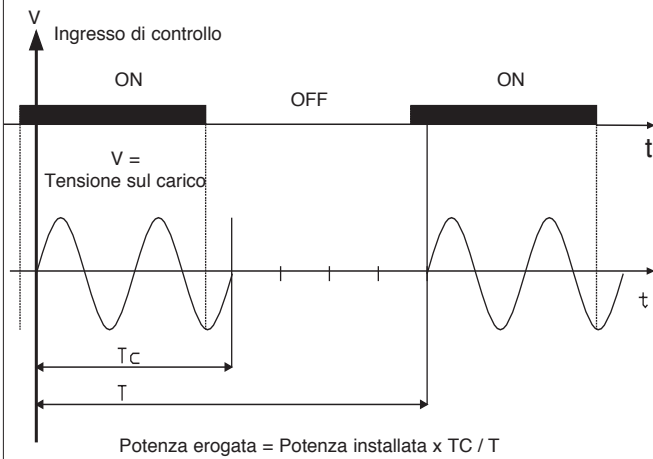 V
Ingresso di controllo
ON
OFF
ON
t
V =
Tensione sul carico
t
Tc
T
Potenza erogata = Potenza installata x TC / T